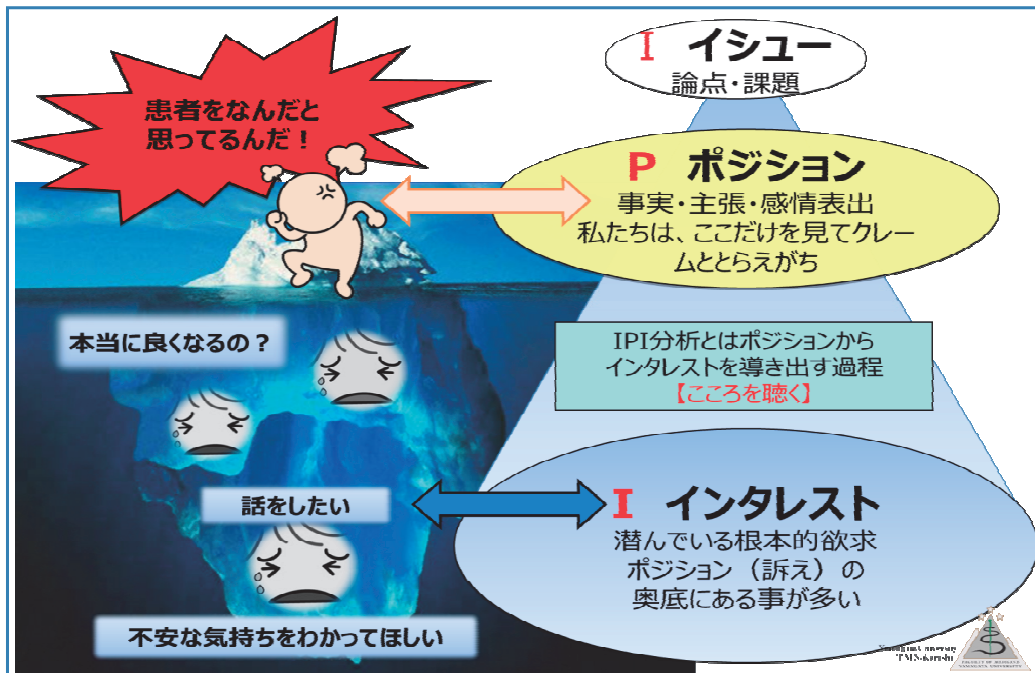 患者をなんだと
思ってるんだ！
I イシュー
論点・課題
P ポジション
事実・主張・感情表出
私たちは、ここだけを見てクレー
ムととらえがち
本当に良くなるの？
IPI分析とはポジションから
インタレストを導き出す過程
【こころを聴く】
話をしたい
I インタレスト
潜んでいる根本的欲求
ポジション（訴え）の
奥底にある事が多い
不安な気持ちをわかってほしい